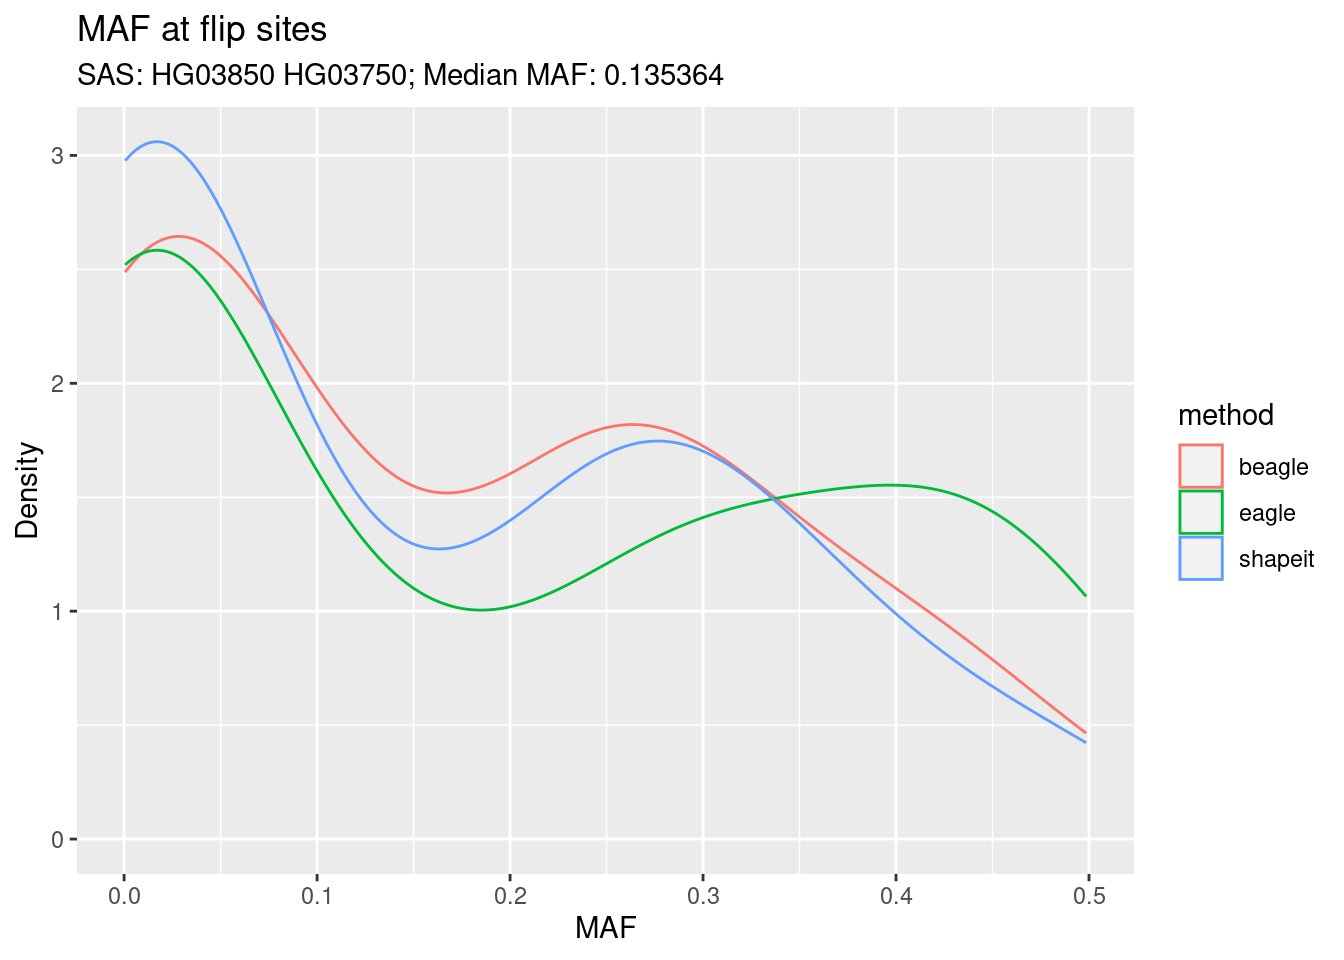 MAF at flip sites
SAS: HG03850 HG03750; Median MAF: 0.135364
3
2
1
0
Density
0.0 0.1 0.2 0.3 0.4 0.5
MAF
method
beagle
eagle
shapeit